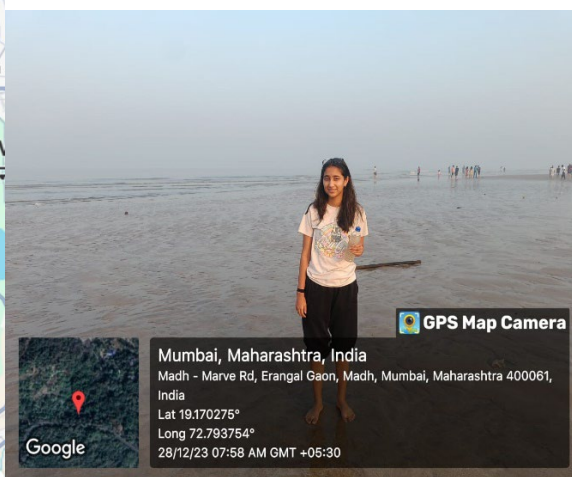 GPS Map Camera
Mumbai, Maharashtra, India
Madh - Marve Rd, Erangal Gaon, Madh, Mumbai, Maharashtra 400061,
India
Lat 19.170275°
Long 72.793754°
28/12/23 07:58 AM GMT +05:30
Google